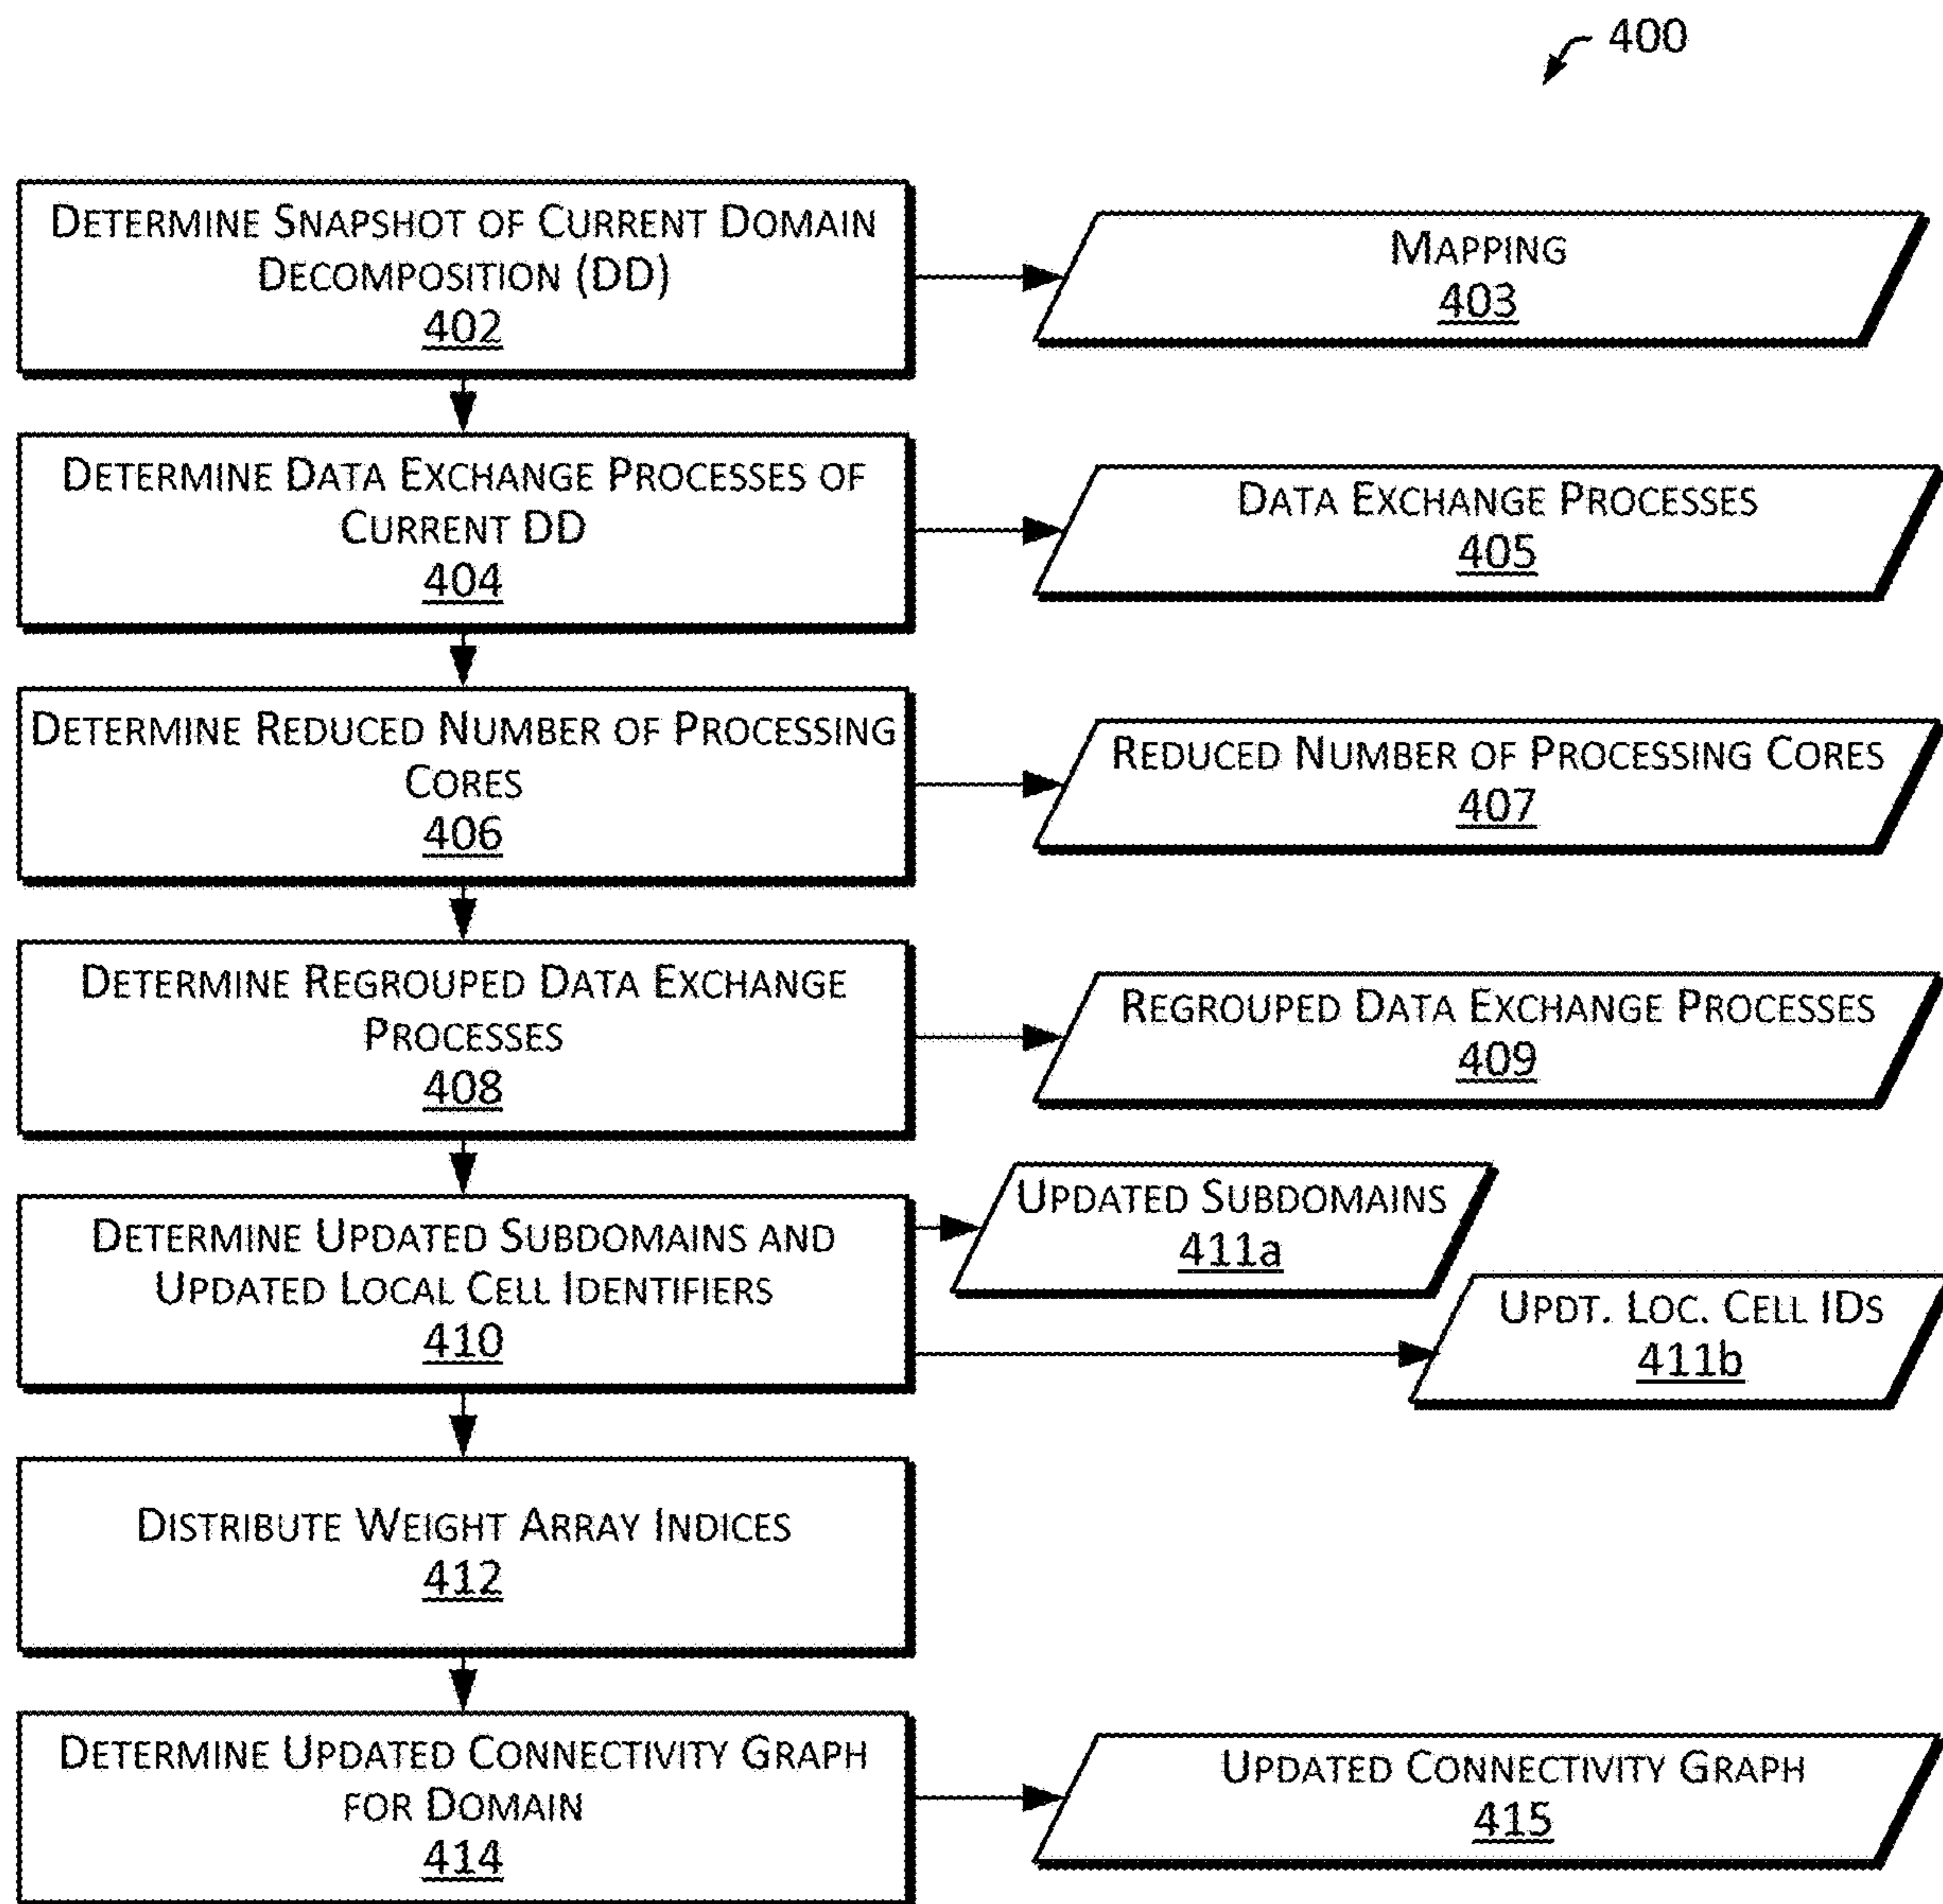 400
DETERMINE SNAPSHOT OF CURRENT DOMAIN
DECOMPOSITION (DD)
402
MAPPING
403
DETERMINE DATA EXCHANGE PROCESSES OF
CURRENT DD
404
DATA EXCHANGE PROCESSES
405
DETERMINE REDUCED NUMBER OF PROCESSING
CORES
406
REDUCED NUMBER OF PROCESSING CORES
407
DETERMINE REGROUPED DATA EXCHANGE
PROCESSES
408
REGROUPED DATA EXCHANGE PROCESSES
409
DETERMINE UPDATED SUBDOMAINS AND
UPDATED LOCAL CELL IDENTIFIERS
410
UPDATED SUBDOMAINS
411a
UPDT. LOC. CELL IDS
411b
DISTRIBUTE WEIGHT ARRAY INDICES
412
DETERMINE UPDATED CONNECTIVITY GRAPH
FOR DOMAIN
414
UPDATED CONNECTIVITY GRAPH
415